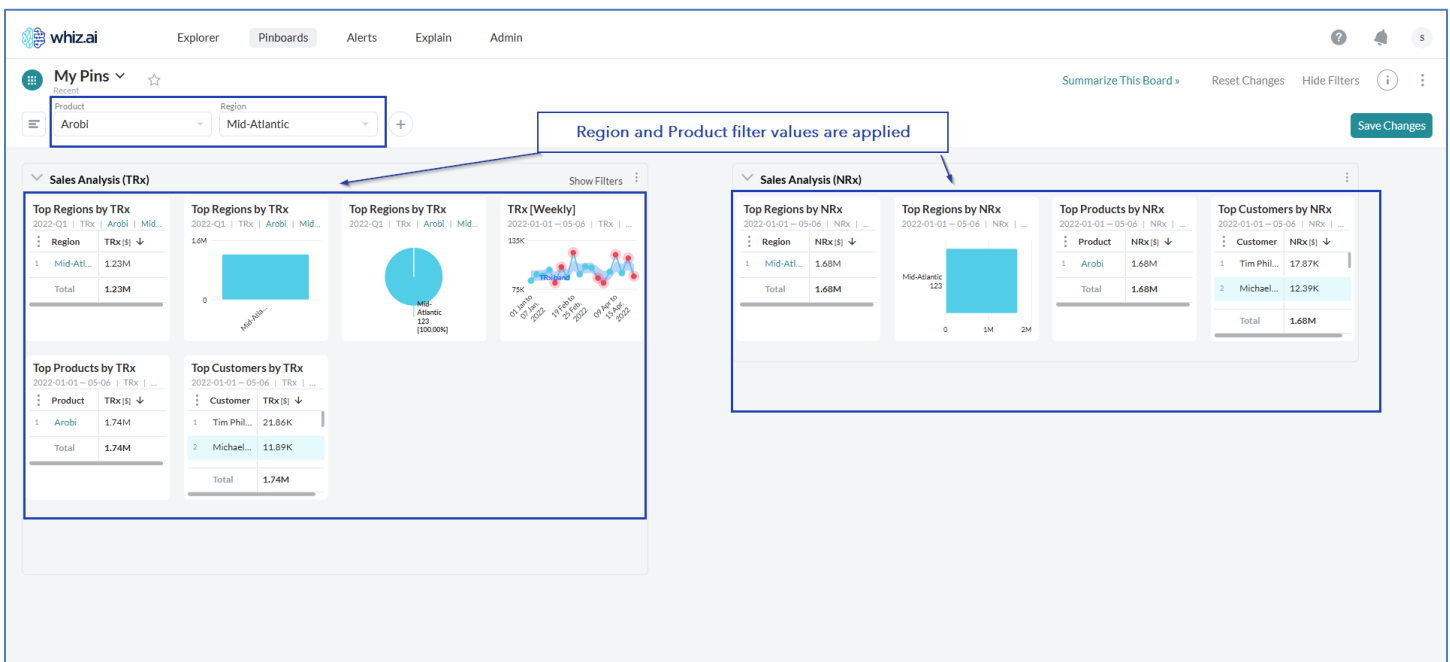 whiz.ai
Explorer
Pinboards
Alerts
Explain
Admin
?
S
My Pins
Recent
Summarize This Board »
Reset Changes
Hide Filters
i
Product
Arobi
Region
Mid-Atlantic
+
Save Changes
Region and Product filter values are applied
Sales Analysis (TRx)
Show Filters
Top Regions by TRx
2022-Q1 | TRx | Arobi | Mid...
Region TRx [$] ↓
1 Mid-Atl... 1.23M
Total 1.23M
Top Regions by TRx
2022-Q1 | TRx | Arobi | Mid...
1.6M
0
Mid-Atla...
Top Regions by TRx
2022-Q1 | TRx | Arobi | Mid...
Mid-
Atlantic
123
[100.00%]
TRx [Weekly]
2022-01-01 — 05-06 | TRx | ...
135K
TRx band
75K
01 Jan to
07 Jan,
2022
19 Feb to
25 Feb,
2022
09 Apr to
15 Apr,
2022
Top Products by TRx
2022-01-01 — 05-06 | TRx | ...
Product TRx [$] ↓
1 Arobi 1.74M
Total 1.74M
Top Customers by TRx
2022-01-01 — 05-06 | TRx | ...
Customer TRx [$] ↓
1 Tim Phil... 21.86K
2 Michael... 11.89K
Total 1.74M
Sales Analysis (NRx)
Top Regions by NRx
2022-01-01 — 05-06 | NRx | ...
Region NRx [$] ↓
1 Mid-Atl... 1.68M
Total 1.68M
Top Regions by NRx
2022-01-01 — 05-06 | NRx | ...
Mid-Atlantic
123
0 1M 2M
Top Products by NRx
2022-01-01 — 05-06 | NRx | ...
Product NRx [$] ↓
1 Arobi 1.68M
Total 1.68M
Top Customers by NRx
2022-01-01 — 05-06 | NRx | ...
Customer NRx [$] ↓
1 Tim Phil... 17.87K
2 Michael... 12.39K
Total 1.68M